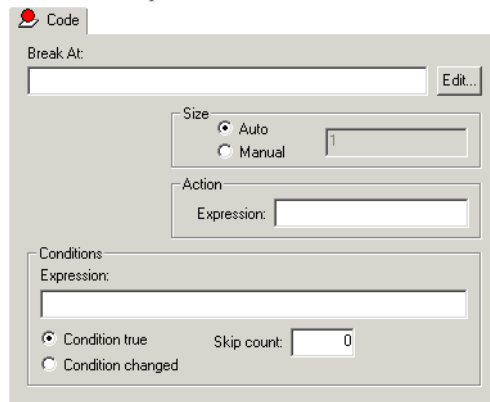 Code
Break At:
Edit...
Size
Auto
1
Manual
Action
Expression:
Conditions
Expression:
Condition true
Skip count: 0
Condition changed